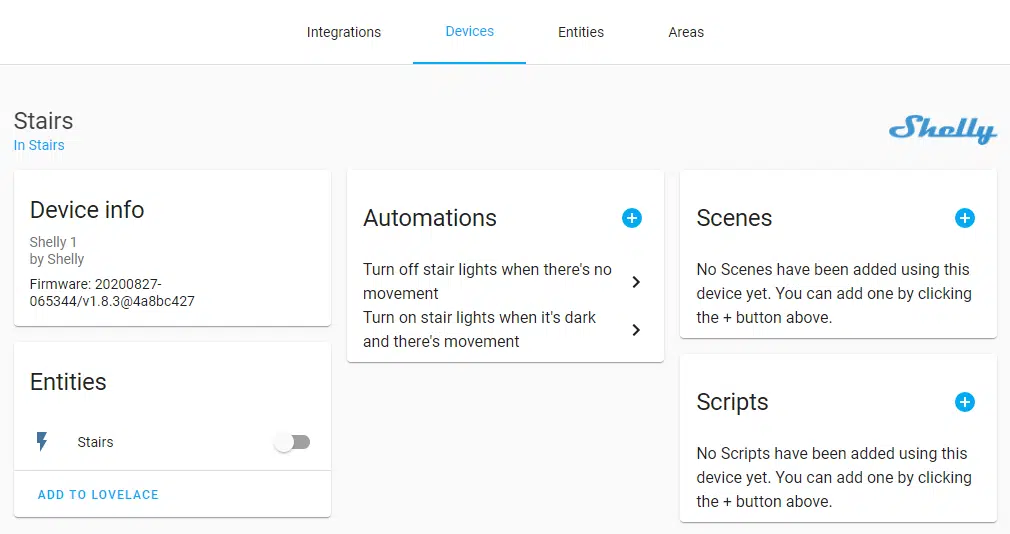 Integrations
Devices
Entities
Areas
Stairs
In Stairs
Shelly
Device info
Shelly 1
by Shelly
Firmware: 20200827-
065344/v1.8.3@4a8bc427
Entities
Stairs
ADD TO LOVELACE
Automations
Turn off stair lights when there's no
movement
Turn on stair lights when it's dark
and there's movement
Scenes
No Scenes have been added using this
device yet. You can add one by clicking
the + button above.
Scripts
No Scripts have been added using this
device yet. You can add one by clicking
the + button above.